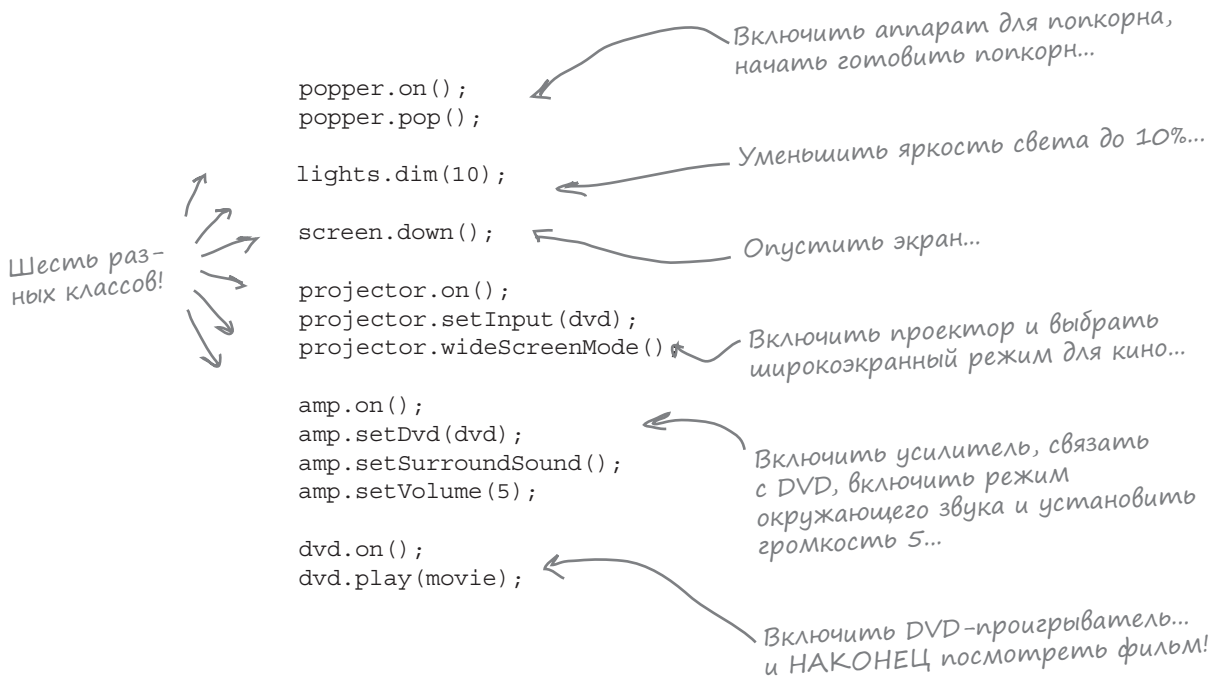 Включить аппарат для попкорна,
начать готовить попкорн...
popper.on();
popper.pop();
Уменьшить яркость света до 10%...
lights.dim(10);
screen.down();
Опустить экран...
Шесть раз-
ных классов!
projector.on();
projector.setInput(dvd);
projector.wideScreenMode();
Включить проектор и выбрать
широкоэкранный режим для кино...
amp.on();
amp.setDvd(dvd);
amp.setSurroundSound();
amp.setVolume(5);
Включить усилитель, связать
с DVD, включить режим
окружающего звука и установить
громкость 5...
dvd.on();
dvd.play(movie);
Включить DVD-проигрыватель...
и НАКОНЕЦ посмотреть фильм!